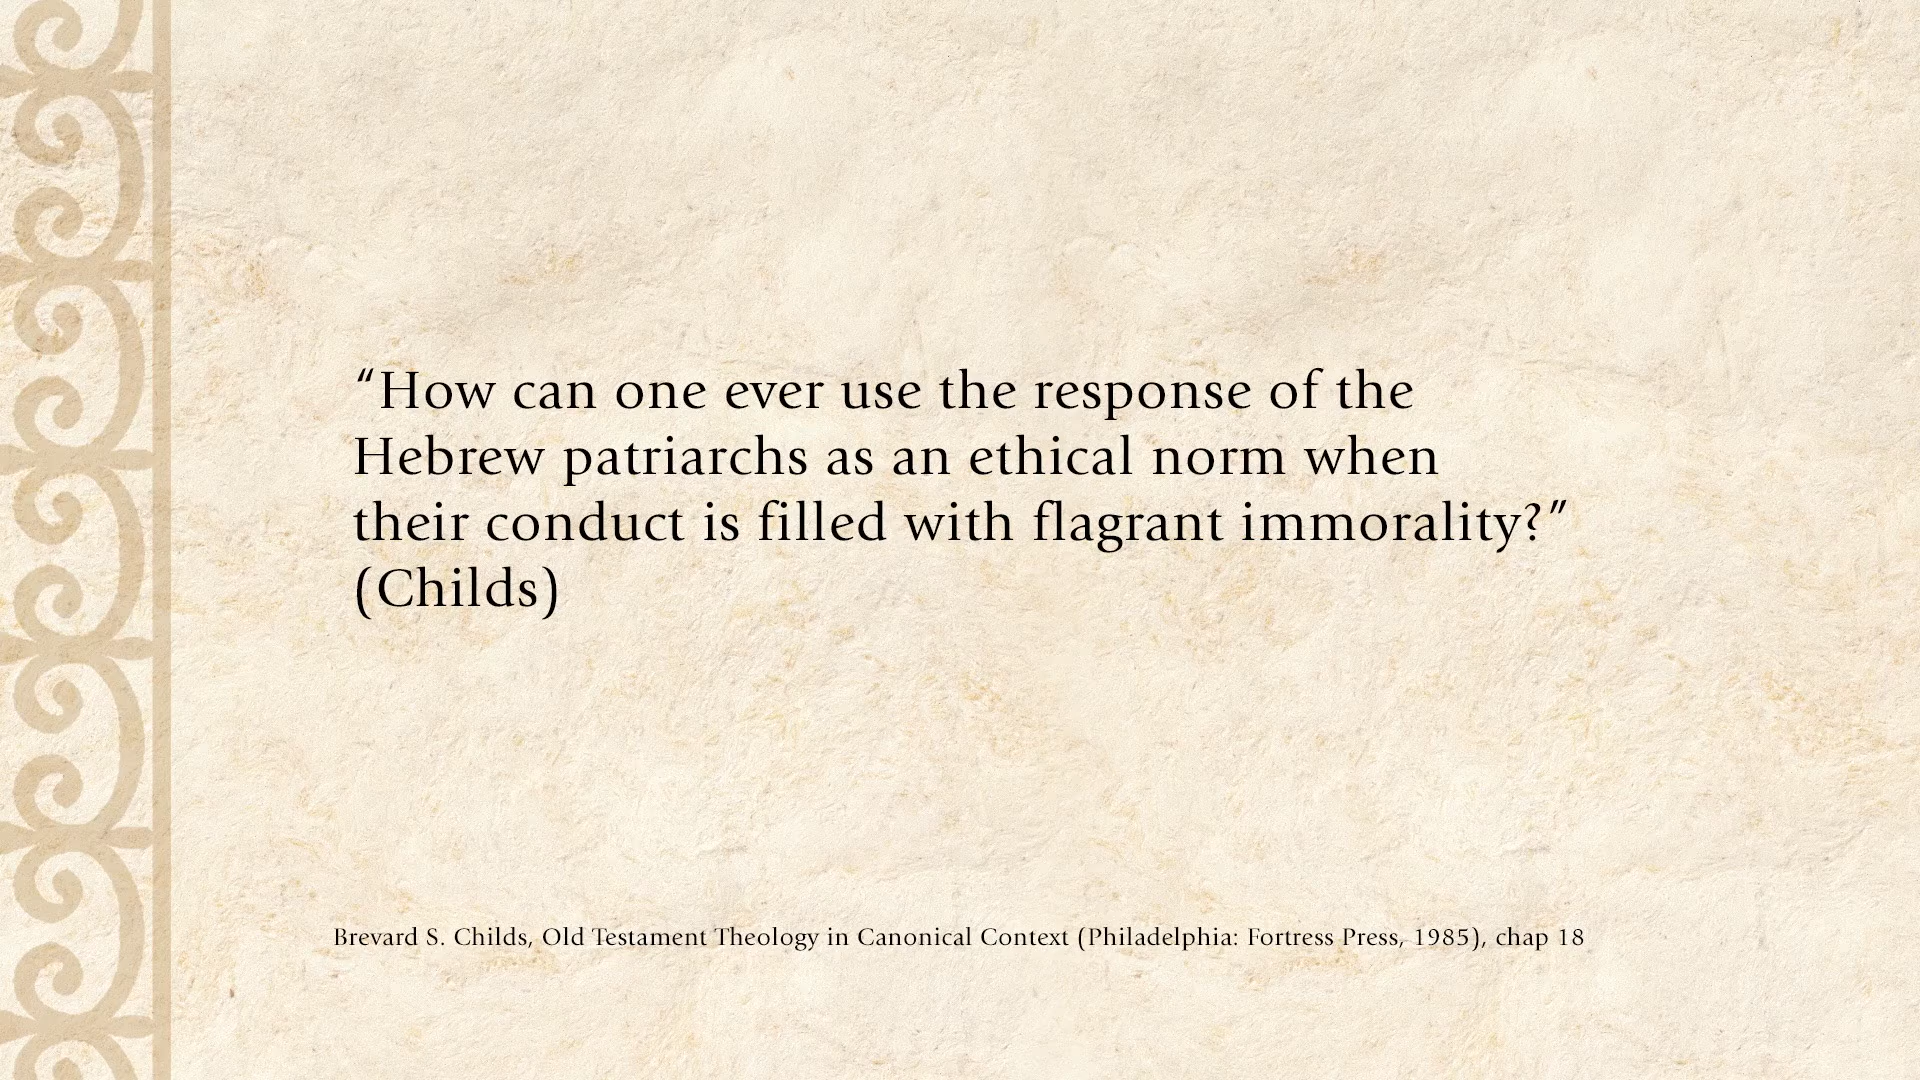 “How can one ever use the response of the
Hebrew patriarchs as an ethical norm when
their conduct is filled with flagrant immorality?”
(Childs)
Brevard S. Childs, Old Testament Theology in Canonical Context (Philadelphia: Fortress Press, 1985), chap 18